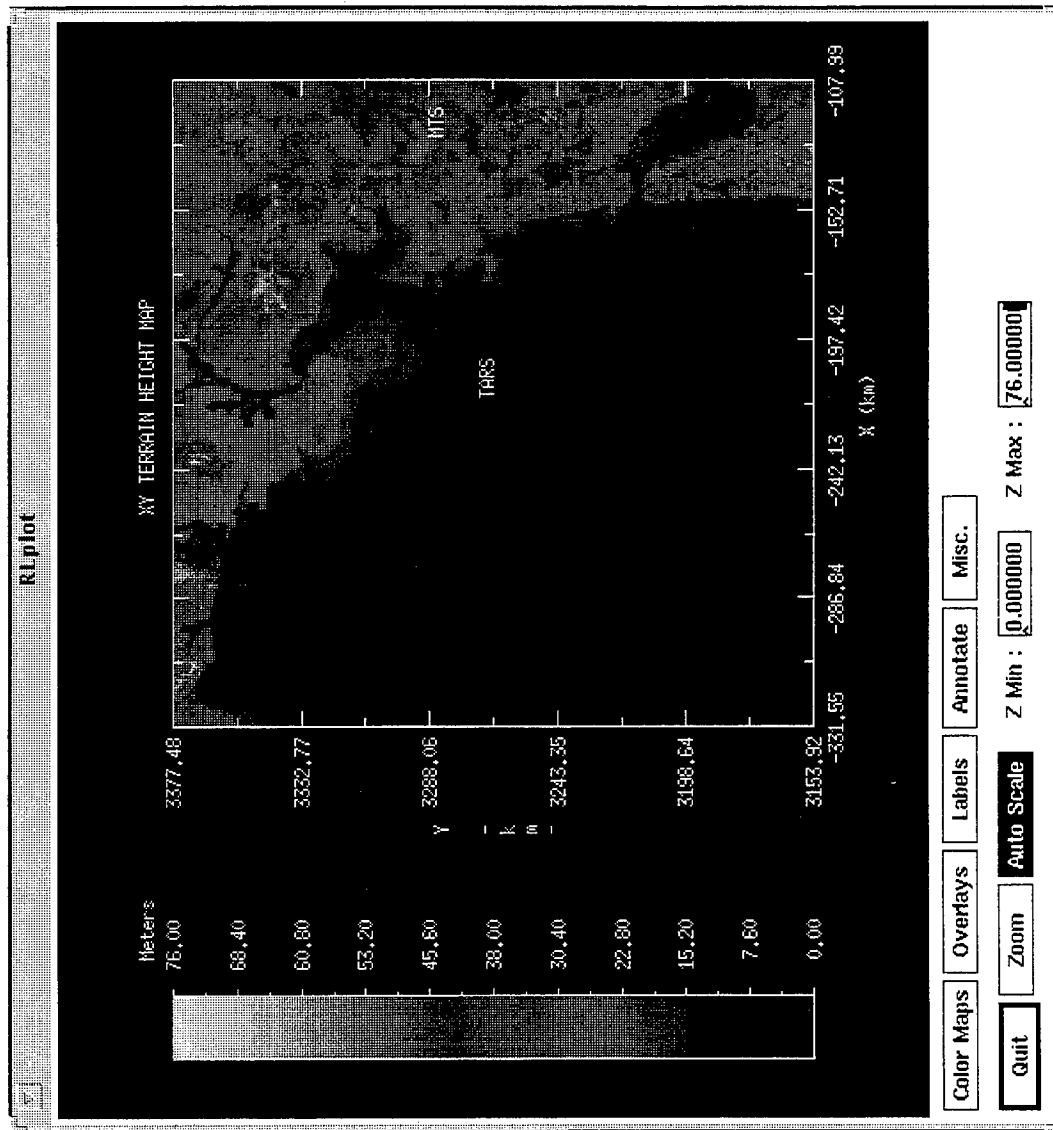 RLplot
XY TERRAIN HEIGHT MAP
Meters
76.00
68.40
60.80
53.20
45.60
38.00
30.40
22.80
15.20
7.60
0.00
Y
-
k
m
-
3377.48
3332.77
3288.06
3243.35
3198.64
3153.92
MTS
TARS
-331.55 -286.84 -242.13 -197.42 -152.71 -107.99
X (km)
Color Maps Overlays Labels Annotate Misc.
Quit Zoom Auto Scale Z Min : 0.000000 Z Max : 76.00000